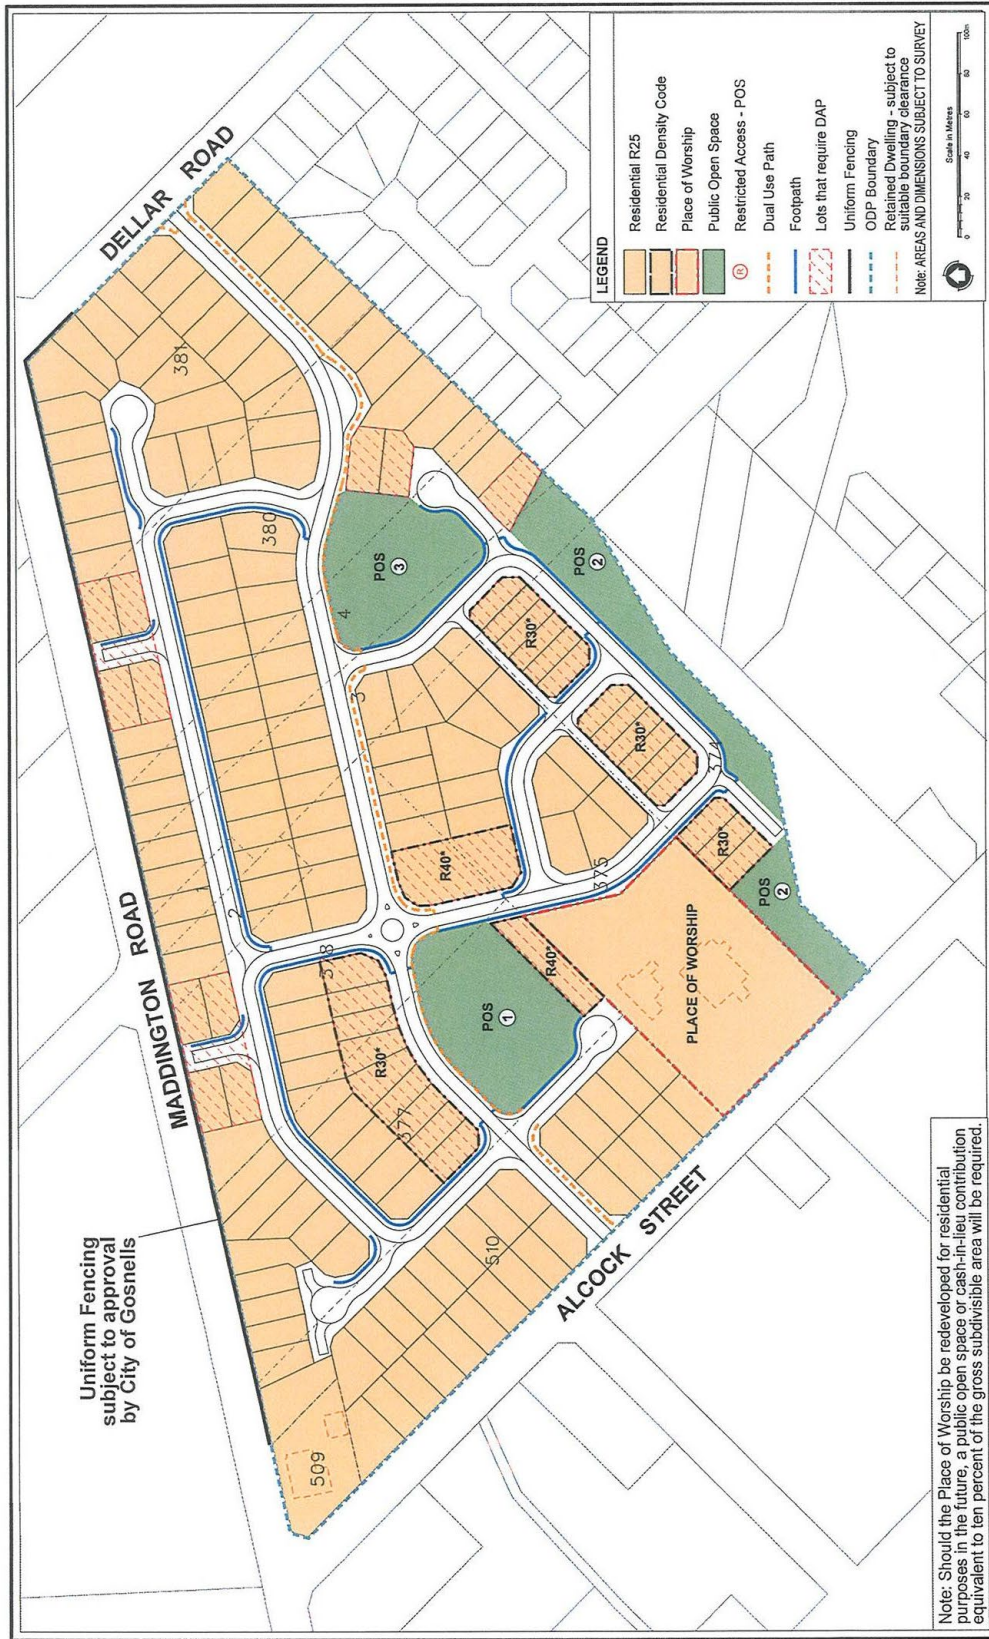 DELLAR ROAD
MADDINGTON ROAD
ALCOCK STREET
Uniform Fencing
subject to approval
by City of Gosnells
381
380
4
3
2
378
377
375
374
510
509
POS
3
POS
2
POS
2
POS
1
R30*
R30*
R30*
R30*
R40*
R40*
PLACE OF WORSHIP
LEGEND
Residential R25
Residential Density Code
Place of Worship
Public Open Space
R
Restricted Access - POS
Dual Use Path
Footpath
Lots that require DAP
Uniform Fencing
ODP Boundary
Retained Dwelling - subject to
suitable boundary clearance
Note: AREAS AND DIMENSIONS SUBJECT TO SURVEY
Scale in Metres
0 20 40 60 80 100m
Note: Should the Place of Worship be redeveloped for residential
purposes in the future, a public open space or cash-in-lieu contribution
equivalent to ten percent of the gross subdivisible area will be required.